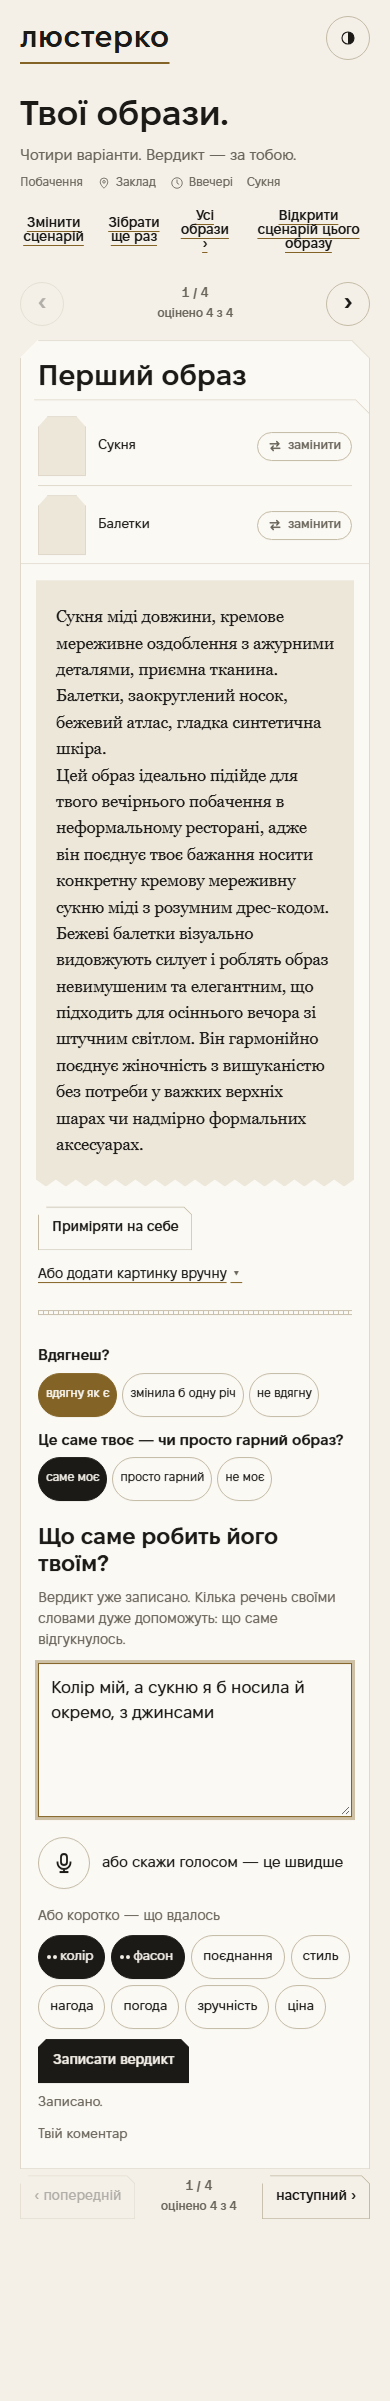 люстерко
Твої образи.
Чотири варіанти. Вердикт — за тобою.
Побачення Заклад Ввечері Сукня
Змінити сценарій
Зібрати ще раз
Усі образи ›
Відкрити сценарій цього образу
‹ 1 / 4 ›
оцінено 4 з 4
Перший образ
Сукня замінити
Балетки замінити
Сукня міді довжини, кремове
мереживне оздоблення з ажурними
деталями, приємна тканина.
Балетки, заокруглений носок,
бежевий атлас, гладка синтетична
шкіра.
Цей образ ідеально підійде для
твого вечірнього побачення в
неформальному ресторані, адже
він поєднує твоє бажання носити
конкретну кремову мереживну
сукню міді з розумним дрес-кодом.
Бежеві балетки візуально
видовжують силует і роблять образ
невимушеним та елегантним, що
підходить для осіннього вечора зі
штучним світлом. Він гармонійно
поєднує жіночність з вишуканістю
без потреби у важких верхніх
шарах чи надмірно формальних
аксесуарах.
Приміряти на себе
Або додати картинку вручну
Вдягнеш?
вдягну як є змінила б одну річ не вдягну
Це саме твоє — чи просто гарний образ?
саме моє просто гарний не моє
Що саме робить його
твоїм?
Вердикт уже записано. Кілька речень своїми
словами дуже допоможуть: що саме
відгукнулось.
Колір мій, а сукню я б носила й
окремо, з джинсами
або скажи голосом — це швидше
Або коротко — що вдалось
колір фасон поєднання стиль
нагода погода зручність ціна
Записати вердикт
Записано.
Твій коментар
‹ попередній 1 / 4 наступний ›
оцінено 4 з 4